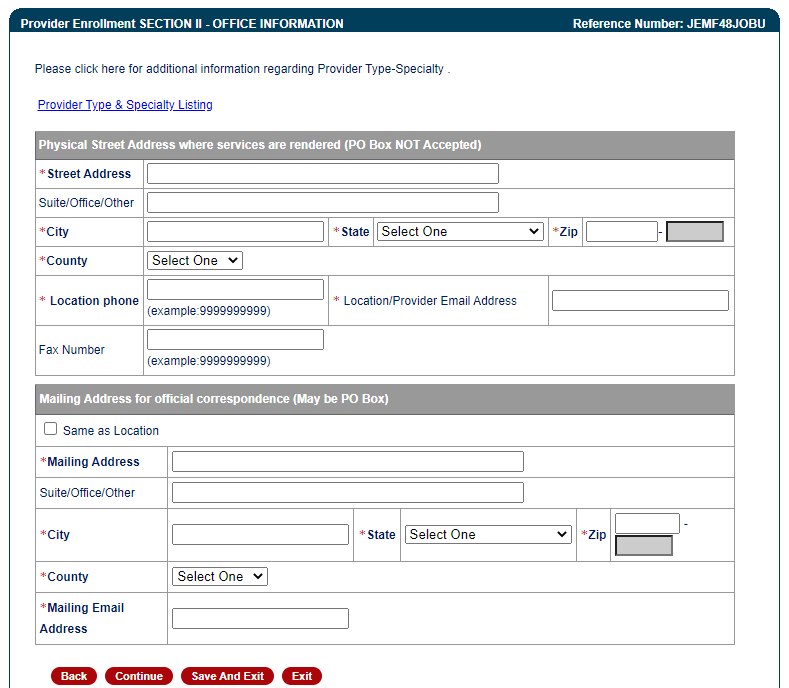 Provider Enrollment SECTION II - OFFICE INFORMATION Reference Number: JEMF48JOBU
Please click here for additional information regarding Provider Type-Specialty .
Provider Type & Specialty Listing
Physical Street Address where services are rendered (PO Box NOT Accepted)
*Street Address
Suite/Office/Other
*City *State Select One *Zip -
*County Select One
* Location phone (example:9999999999) * Location/Provider Email Address
Fax Number (example:9999999999)
Mailing Address for official correspondence (May be PO Box)
Same as Location
*Mailing Address
Suite/Office/Other
*City *State Select One *Zip -
*County Select One
*Mailing Email
Address
Back Continue Save And Exit Exit